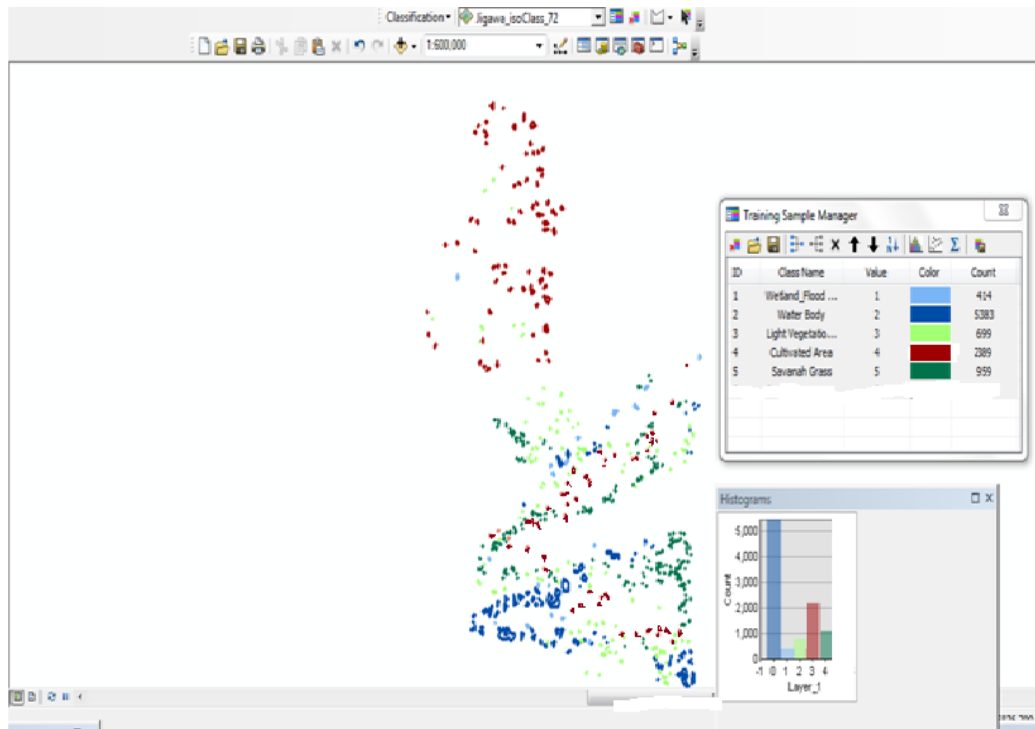 Classification Jigawa_isoClass_72
1:600,000
Training Sample Manager
ID Class Name Value Color Count
1 Wetland_Flood ... 1 414
2 Water Body 2 5383
3 Light Vegetatio... 3 699
4 Cultivated Area 4 2389
5 Savanah Grass 5 959
Histograms
5,000
4,000
3,000
2,000
1,000
0
Count
-1 0 1 2 3 4
Layer_1